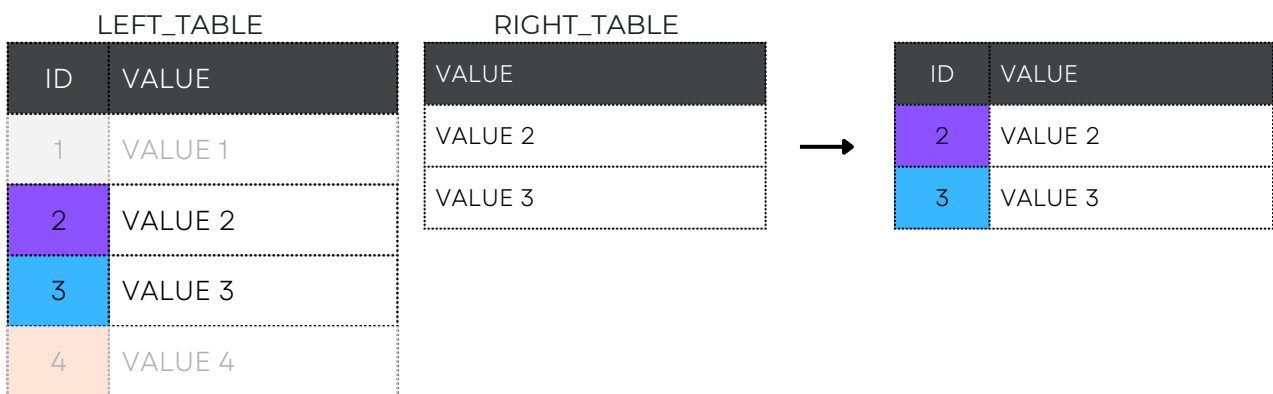 LEFT_TABLE
ID VALUE
1 VALUE 1
2 VALUE 2
3 VALUE 3
4 VALUE 4
RIGHT_TABLE
VALUE
VALUE 2
VALUE 3
ID VALUE
2 VALUE 2
3 VALUE 3